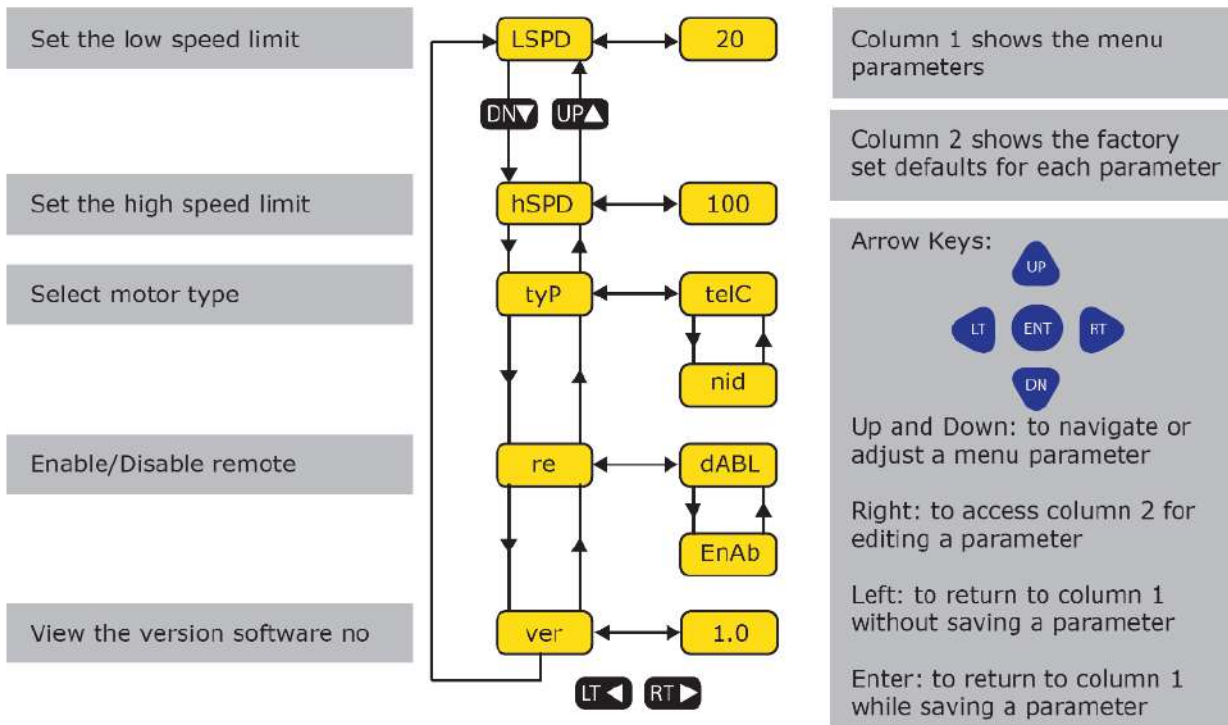 Set the low speed limit
LSPD
20
DN▼ UP▲
Set the high speed limit
hSPD
100
Select motor type
tyP
telC
nid
Enable/Disable remote
re
dABL
EnAb
View the version software no
ver
1.0
LT◀ RT▶
Column 1 shows the menu
parameters
Column 2 shows the factory
set defaults for each parameter
Arrow Keys:
UP
LT ENT RT
DN
Up and Down: to navigate or
adjust a menu parameter
Right: to access column 2 for
editing a parameter
Left: to return to column 1
without saving a parameter
Enter: to return to column 1
while saving a parameter